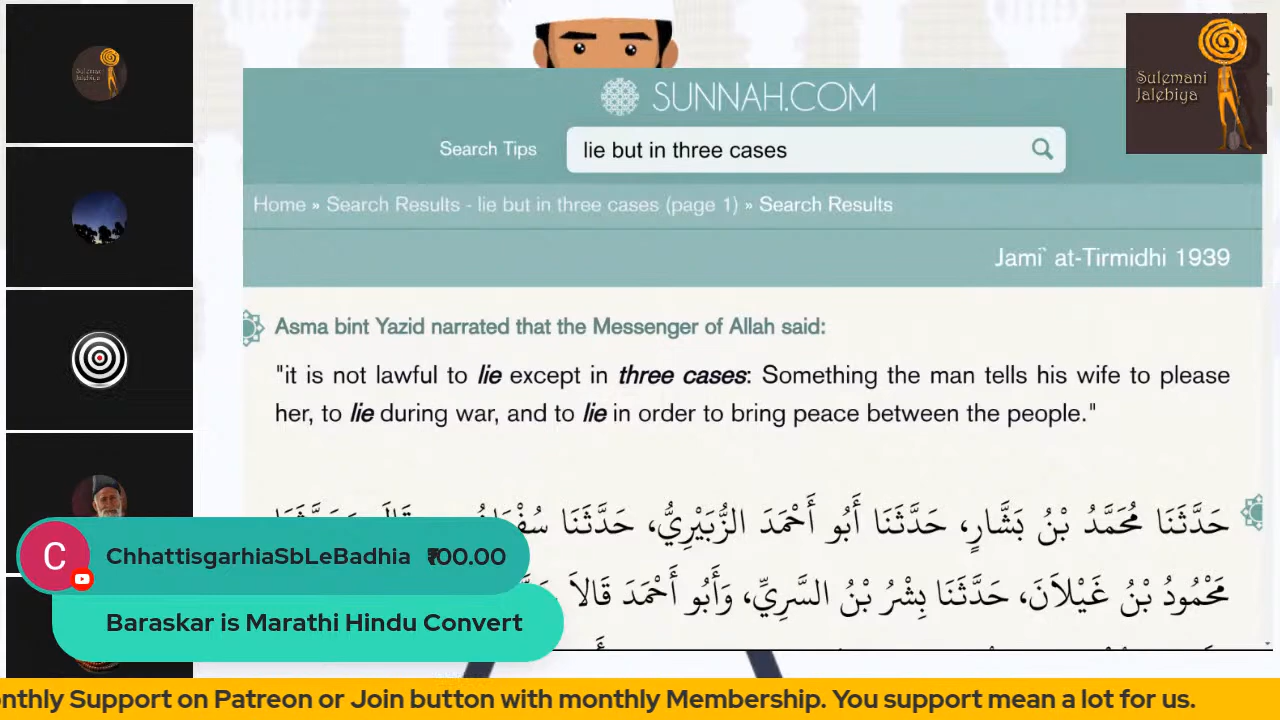 SUNNAH.COM
Sulemani
Jalebiya
Search Tips
lie but in three cases
Home » Search Results - lie but in three cases (page 1) » Search Results
Jami` at-Tirmidhi 1939
Asma bint Yazid narrated that the Messenger of Allah said:
"it is not lawful to lie except in three cases: Something the man tells his wife to please
her, to lie during war, and to lie in order to bring peace between the people."
حَدَّثَنَا مُحَمَّدُ بْنُ بَشَّارٍ، حَدَّثَنَا أَبُو أَحْمَدَ الزُّبَيْرِيُّ، حَدَّثَنَا
مَحْمُودُ بْنُ غَيْلاَنَ، حَدَّثَنَا بِشْرُ بْنُ السَّرِيِّ، وَأَبُو أَحْمَدَ قَالاَ
C
ChhattisgarhiaSbLeBadhia ₹100.00
Baraskar is Marathi Hindu Convert
onthly Support on Patreon or Join button with monthly Membership. You support mean a lot for us.